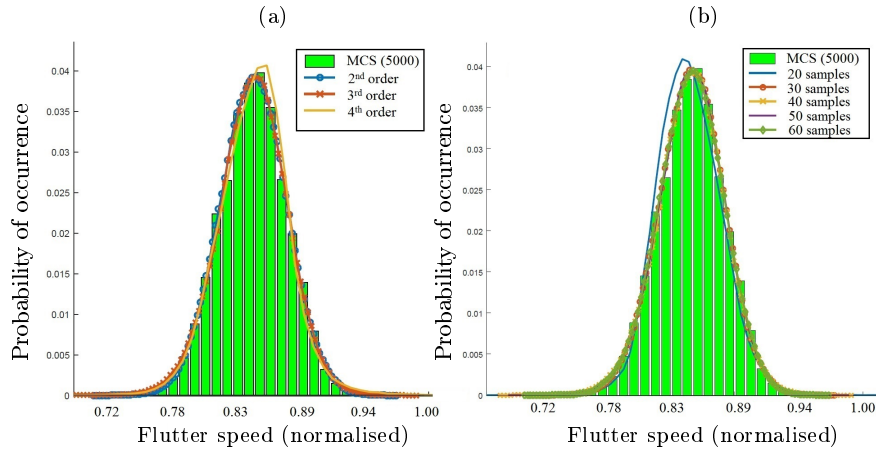 (a)
Probability of occurrence
0.04
0.035
0.03
0.025
0.02
0.015
0.01
0.005
0
MCS (5000)
2nd order
3rd order
4th order
0.72 0.78 0.83 0.89 0.94 1.00
Flutter speed (normalised)
(b)
Probability of occurrence
0.04
0.035
0.03
0.025
0.02
0.015
0.01
0.005
0
MCS (5000)
20 samples
30 samples
40 samples
50 samples
60 samples
0.72 0.78 0.83 0.89 0.94 1.00
Flutter speed (normalised)